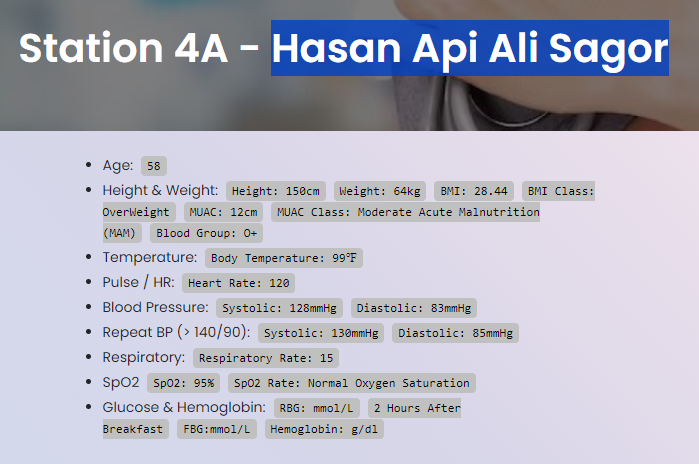 Station 4A - Hasan Api Ali Sagor
Age: 58
Height & Weight: Height: 150cm Weight: 64kg BMI: 28.44 BMI Class:
OverWeight MUAC: 12cm MUAC Class: Moderate Acute Malnutrition
(MAM) Blood Group: O+
Temperature: Body Temperature: 99℉
Pulse / HR: Heart Rate: 120
Blood Pressure: Systolic: 128mmHg Diastolic: 83mmHg
Repeat BP (> 140/90): Systolic: 130mmHg Diastolic: 85mmHg
Respiratory: Respiratory Rate: 15
SpO2 SpO2: 95% SpO2 Rate: Normal Oxygen Saturation
Glucose & Hemoglobin: RBG: mmol/L 2 Hours After
Breakfast FBG:mmol/L Hemoglobin: g/dl